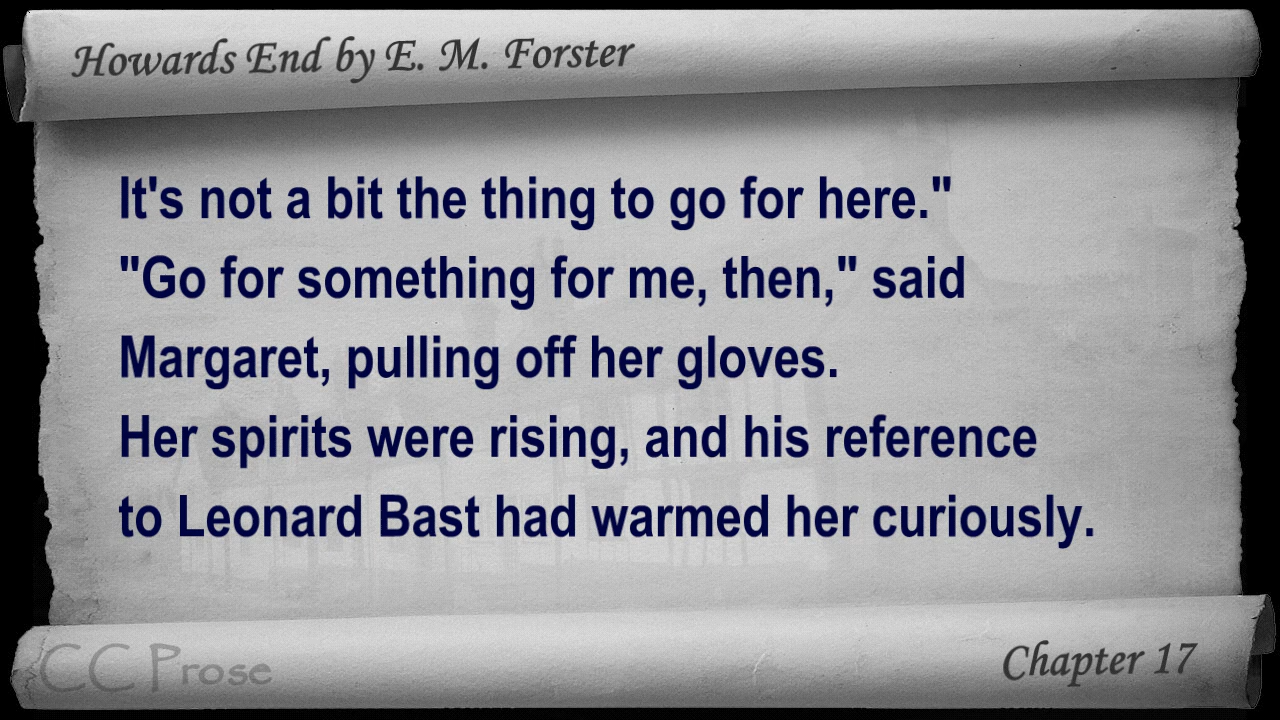 Howards End by E. M. Forster
It's not a bit the thing to go for here."
"Go for something for me, then," said
Margaret, pulling off her gloves.
Her spirits were rising, and his reference
to Leonard Bast had warmed her curiously.
CC Prose
Chapter 17